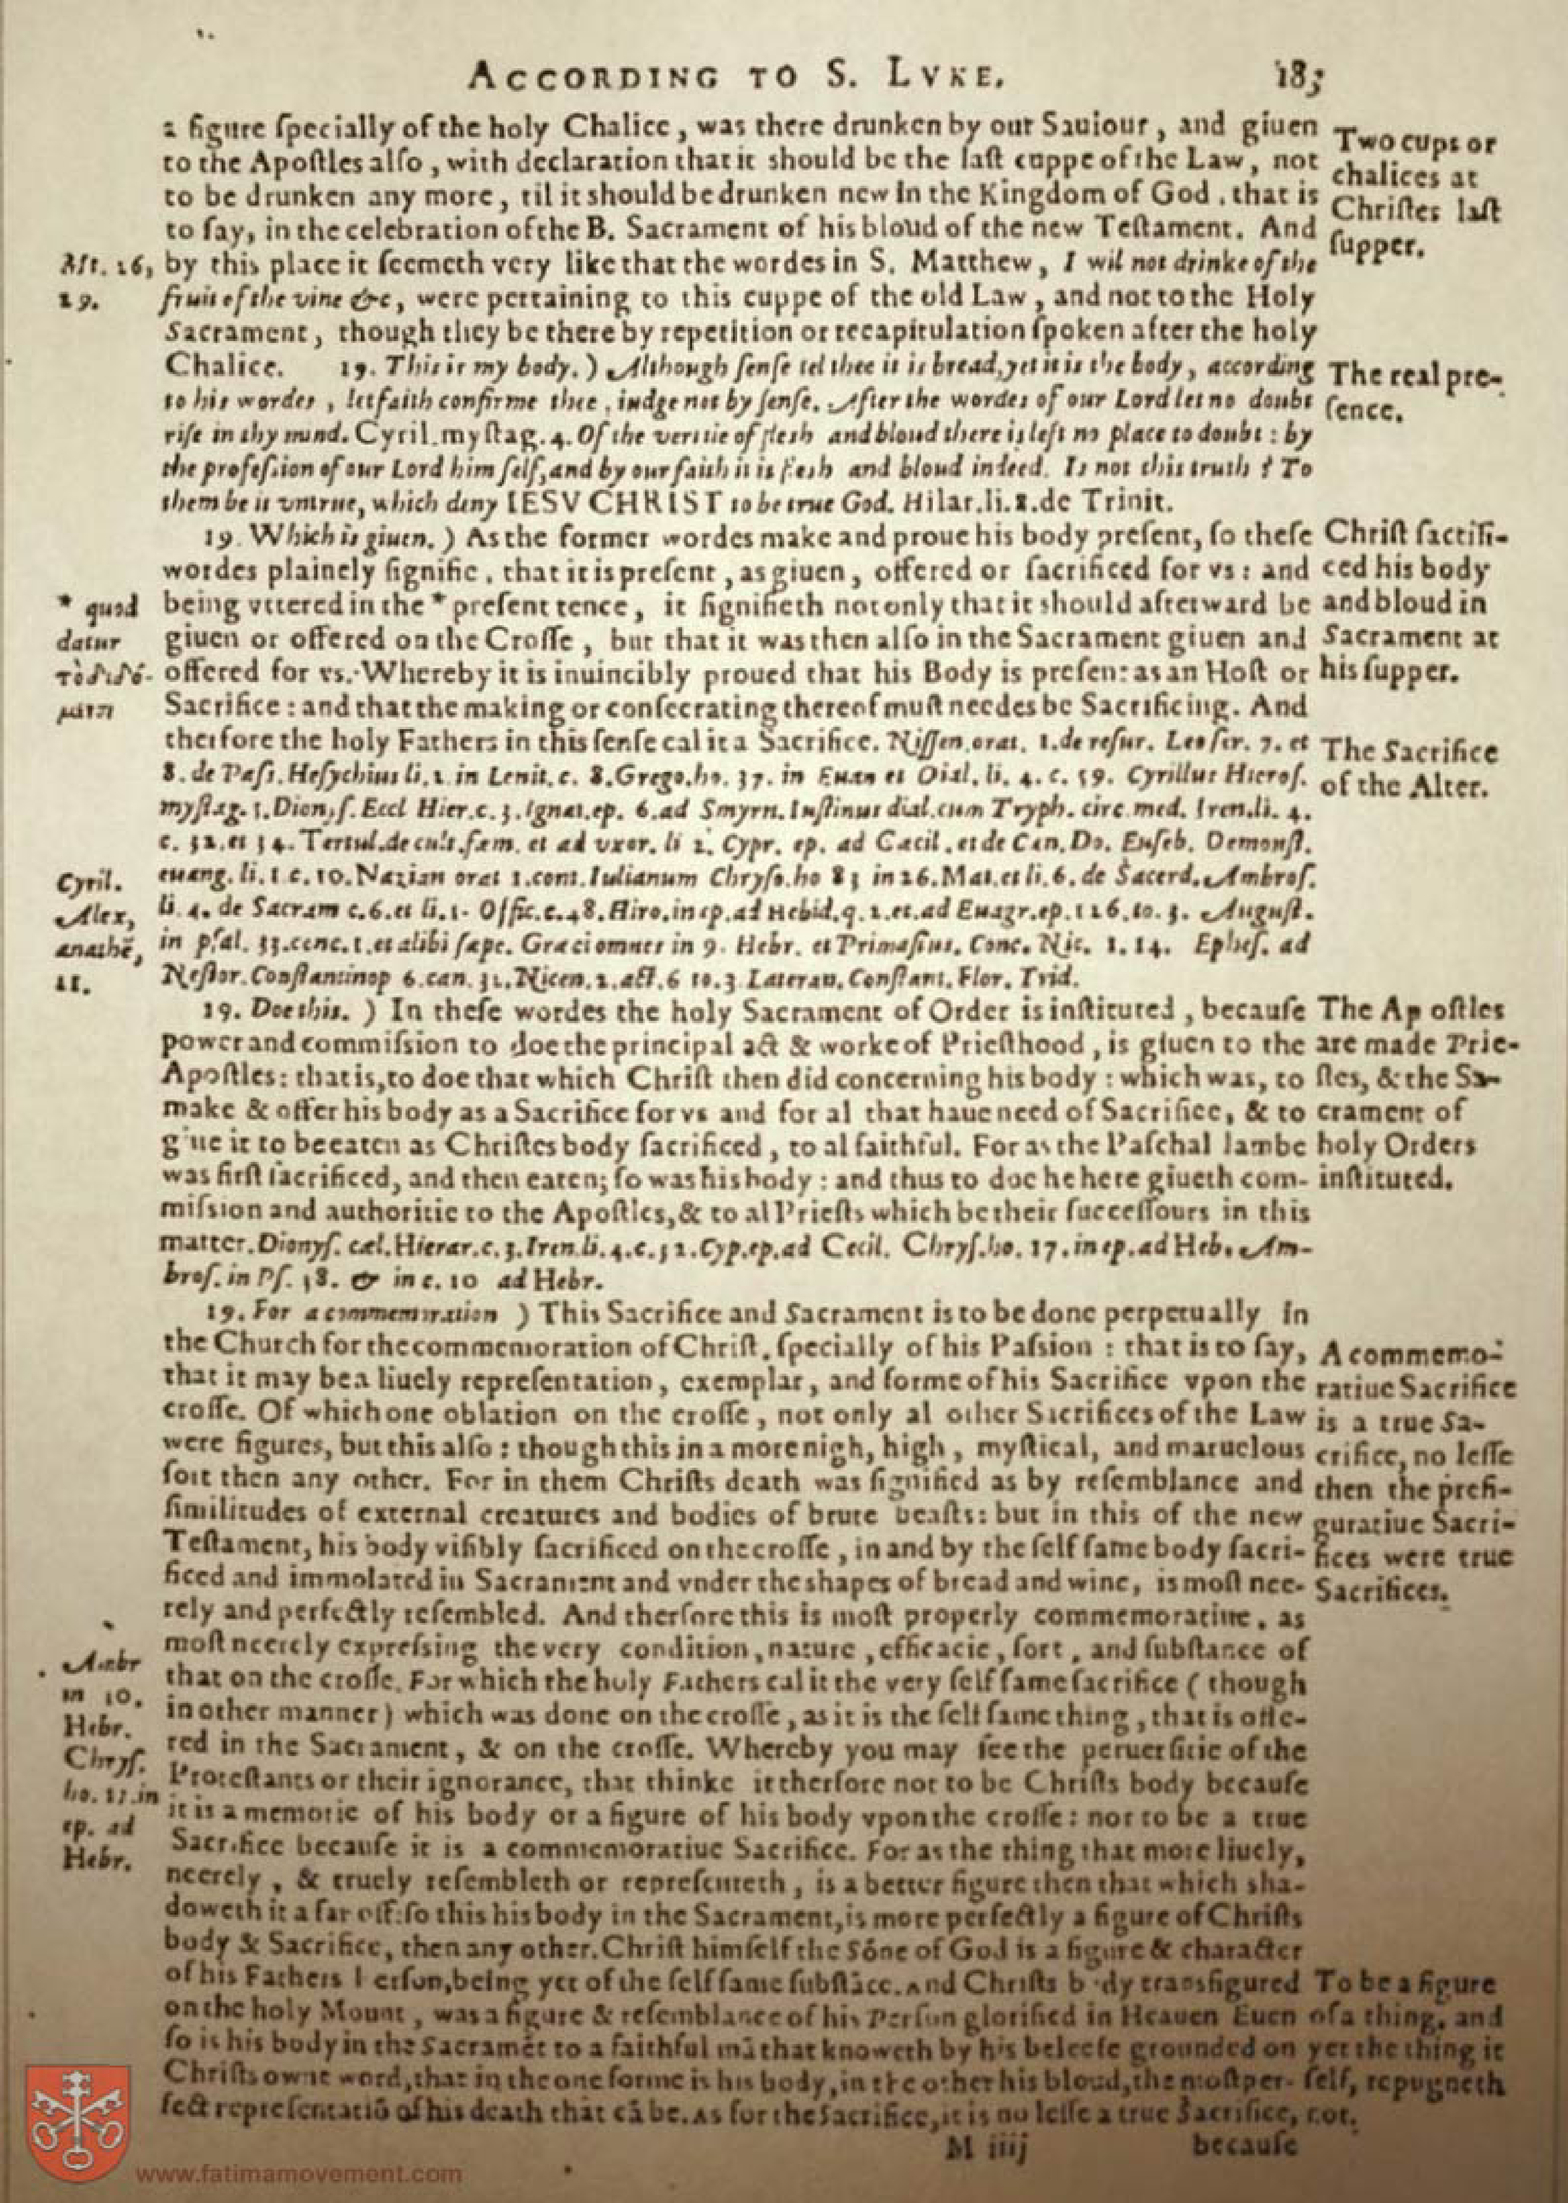 ACCORDING TO S. LVKE. 183
a figure ſpecially of the holy Chalice, was there drunken by our Sauiour, and giuen
to the Apoſtles alſo, with declaration that it should be the laſt cuppe of the Law, not
to be drunken any more, til it should be drunken new in the Kingdom of God, that is
to ſay, in the celebration of the B. Sacrament of his bloud of the new Teſtament. And
by this place it ſeemeth very like that the wordes in S. Matthew, I wil not drinke of the
fruit of the vine &c, were pertaining to this cuppe of the old Law, and not to the Holy
Sacrament, though they be there by repetition or recapitulation ſpoken after the holy
Chalice. 19. This is my body. ) Although ſenſe tel thee it is bread, yet it is the body, according
to his wordes, let faith confirme thee, iudge not by ſenſe. After the wordes of our Lord let no doubt
riſe in thy mind. Cyril. myſtag. 4. Of the veritie of flesh and bloud there is left no place to doubt : by
the profeſsion of our Lord him ſelf, and by our faith it is flesh and bloud indeed. Is not this truth ? To
them be it vntrue, which deny IESV CHRIST to be true God. Hilar. li. 8. de Trinit.
Two cups or
chalices at
Chriſtes laſt
ſupper.
Mt. 26,
29.
The real pre-
ſence.
19. Which is giuen. ) As the former wordes make and proue his body preſent, ſo theſe
wordes plainely ſignifie, that it is preſent, as giuen, offered or ſacrificed for vs : and
being vttered in the * preſent tence, it ſignifieth not only that it should afterward be
giuen or offered on the Croſſe, but that it was then alſo in the Sacrament giuen and
offered for vs. Whereby it is inuincibly proued that his Body is preſent as an Hoſt or
Sacrifice : and that the making or conſecrating thereof muſt needes be Sacrificing. And
therfore the holy Fathers in this ſenſe cal it a Sacrifice. Niſſen. orat. 1. de reſur. Leo ſer. 7. et
8. de Paſs. Heſychius li. 2. in Leuit. c. 8. Grego. ho. 37. in Euan et Dial. li. 4. c. 59. Cyrillus Hieroſ.
myſtag. 5. Dionyſ. Eccl Hier. c. 3. Ignat. ep. 6. ad Smyrn. Iuſtinus dial. cum Tryph. circ. med. Iren. li. 4.
c. 32. et 34. Tertul. de cult. fæm. et ad vxor. li 2. Cypr. ep. ad Cæcil. et de Cœn. Do. Euſeb. Demonſt.
euang. li. 1 c. 10. Nazian orat 1. cont. Iulianum Chryſo. ho 83 in 26. Mat. et li. 6. de Sacerd. Ambroſ.
li. 4. de Sacram c. 6. et li. 1. Offic. c. 48. Hiro. in ep. ad Hebid. q. 2. et. ad Euagr. ep. 126. to. 3. Auguſt.
in pſal. 33. conc. 1. et alibi ſæpe. Græci omnes in 9. Hebr. et Primaſius. Conc. Nic. 1. 14. Epheſ. ad
Neſtor. Conſtantinop 6. can. 32. Nicen. 2. act. 6 to. 3 Lateran. Conſtant. Flor. Trid.
Chriſt ſacrifi-
ced his body
and bloud in
Sacrament at
his ſupper.
* quod
datur
τὸ διδό-
μενον
The Sacrifice
of the Alter.
Cyril.
Alex,
anathē,
11.
19. Doe this. ) In theſe wordes the holy Sacrament of Order is inſtituted, becauſe
power and commiſsion to doe the principal act & worke of Prieſthood, is giuen to the
Apoſtles : that is, to doe that which Chriſt then did concerning his body : which was, to
make & offer his body as a Sacrifice for vs and for al that haue need of Sacrifice, & to
giue it to be eaten as Chriſtes body ſacrificed, to al faithful. For as the Paſchal lambe
was firſt ſacrificed, and then eaten; ſo was his body : and thus to doe he here giueth com-
miſsion and authoritie to the Apoſtles, & to al Prieſts which be their ſucceſſours in this
matter. Dionyſ. cæl. Hierar. c. 3. Iren. li. 4. c. 32. Cyp. ep. ad Cecil. Chryſ. ho. 17. in ep. ad Heb. Am-
broſ. in Pſ. 38. & in c. 10 ad Hebr.
The Apoſtles
are made Prie-
ſtes, & the Sa-
crament of
holy Orders
inſtituted.
19. For a commemoration ) This Sacrifice and Sacrament is to be done perpetually in
the Church for the commemoration of Chriſt, ſpecially of his Paſsion : that is to ſay,
that it may be a liuely repreſentation, exemplar, and forme of his Sacrifice vpon the
croſſe. Of which one oblation on the croſſe, not only al other Sacrifices of the Law
were figures, but this alſo : though this in a more nigh, high, myſtical, and maruelous
ſort then any other. For in them Chriſts death was ſignified as by reſemblance and
ſimilitudes of external creatures and bodies of brute beaſts : but in this of the new
Teſtament, his body viſibly ſacrificed on the croſſe, in and by the ſelf ſame body ſacri-
ficed and immolated in Sacrament and vnder the shapes of bread and wine, is moſt nee-
rely and perfectly reſembled. And therfore this is moſt properly commemoratiue, as
moſt neerely expreſsing the very condition, nature, efficacie, ſort, and ſubſtance of
that on the croſſe. For which the holy Fathers cal it the very ſelf ſame ſacrifice ( though
in other manner ) which was done on the croſſe, as it is the ſelf ſame thing, that is offe-
red in the Sacrament, & on the croſſe. Whereby you may ſee the peruerſitie of the
Proteſtants or their ignorance, that thinke it therfore not to be Chriſts body becauſe
it is a memorie of his body or a figure of his body vpon the croſſe : nor to be a true
Sacrifice becauſe it is a commemoratiue Sacrifice. For as the thing that more liuely,
neerely, & truely reſembleth or repreſenteth, is a better figure then that which sha-
doweth it a far off : ſo this his body in the Sacrament, is more perfectly a figure of Chriſts
body & Sacrifice, then any other. Chriſt himſelf the Sōne of God is a figure & character
of his Fathers Perſon, being yet of the ſelf ſame ſubſtāce. And Chriſts body transfigured
on the holy Mount, was a figure & reſemblance of his Perſon glorified in Heauen Euen
ſo is his body in the Sacramēt to a faithful mā that knoweth by his beleefe grounded on
Chriſts owne word, that in the one forme is his body, in the other his bloud, the moſt per-
fect repreſentatiō of his death that cā be. As for the Sacrifice, it is no leſſe a true Sacrifice,
A commemo-
ratiue Sacrifice
is a true Sa-
crifice, no leſſe
then the prefi-
guratiue Sacri-
fices were true
Sacrifices.
Ambr
in 10.
Hebr.
Chryſ.
ho. 17. in
ep. ad
Hebr.
To be a figure
of a thing, and
yet the thing it
ſelf, repugneth
not.
M iiij becauſe
www.fatimamovement.com